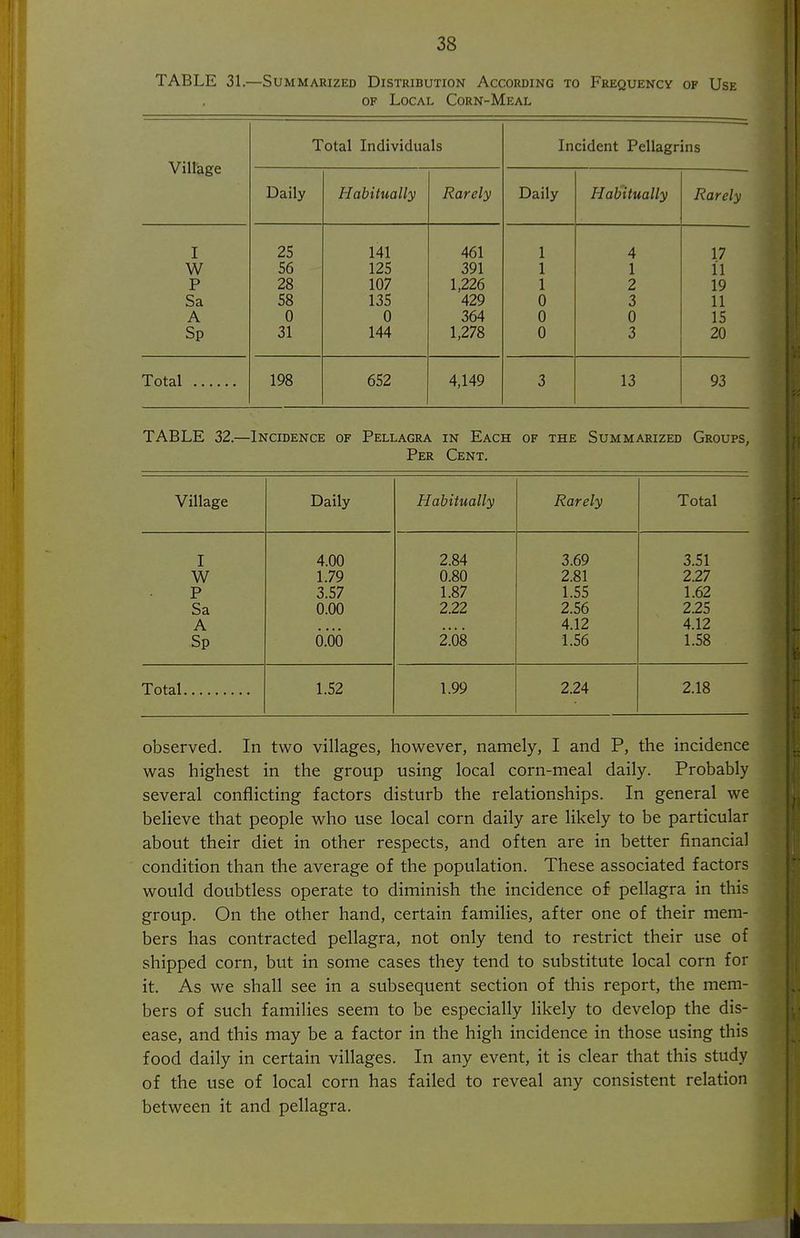 38
TABLE 31.—Summarized Distribution According to Frequency of Use
of Local Corn-Meal
Village Total Individuals Incident Pellagrins
Daily Habitually Rarely Daily Habitually Rarely
I 25 141 461 1 4 17
W 56 125 391 1 1 11
P 28 107 1,226 1 2 19
Sa 58 135 429 0 3 11
A 0 0 364 0 0 15
Sp 31 144 1,278 0 3 20
Total ...... 198 652 4,149 3 13 93
TABLE 32.—Incidence of Pellagra in Each of the Summarized Groups,
Per Cent.
Village Daily Habitually Rarely Total
I 4.00 2.84 3.69 3.51
W 1.79 0.80 2.81 2.27
P 3.57 1.87 1.55 1.62
Sa 0.00 2.22 2.56 2.25
A .... .... 4.12 4.12
Sp 0.00 2.08 1.56 1.58
Total......... 1.52 1.99 2.24 2.18
observed. In two villages, however, namely, I and P, the incidence
was highest in the group using local corn-meal daily. Probably
several conflicting factors disturb the relationships. In general we
believe that people who use local corn daily are likely to be particular
about their diet in other respects, and often are in better financial
condition than the average of the population. These associated factors
would doubtless operate to diminish the incidence of pellagra in this
group. On the other hand, certain families, after one of their mem-
bers has contracted pellagra, not only tend to restrict their use of
shipped corn, but in some cases they tend to substitute local corn for
it. As we shall see in a subsequent section of this report, the mem-
bers of such families seem to be especially likely to develop the dis-
ease, and this may be a factor in the high incidence in those using this
food daily in certain villages. In any event, it is clear that this study
of the use of local corn has failed to reveal any consistent relation
between it and pellagra.